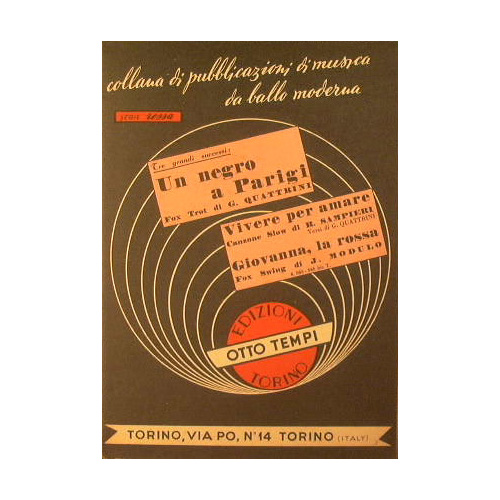 collana di pubblicazioni di musica
da ballo moderna
serie rossa
Tre grandi successi:
Un negro
a Parigi
Fox Trot di G. QUATTRINI
Vivere per amare
Canzone Slow di R. SAMPIERI
Versi di G. QUATTRINI
Giovanna, la rossa
Fox Swing di J. MODULO
EDIZIONI
OTTO TEMPI
TORINO
TORINO, VIA PO, N° 14 TORINO (ITALY)